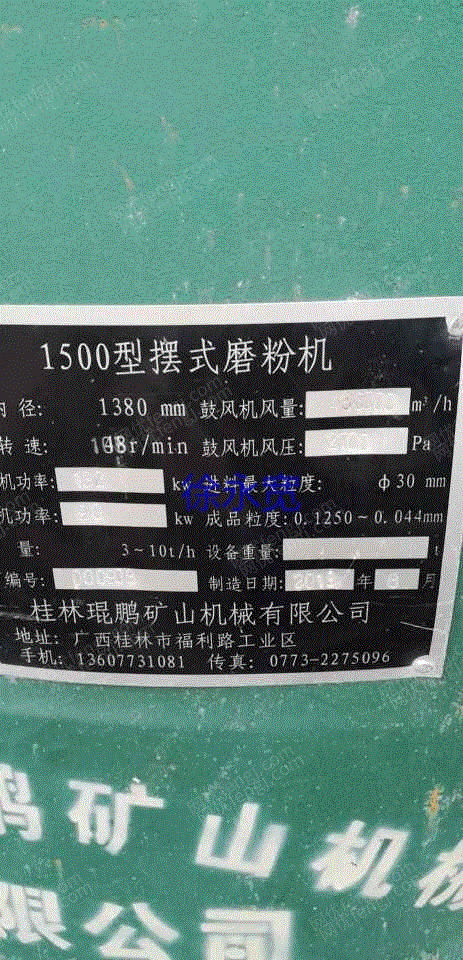 1500型摆式磨粉机
内 径: 1380 mm 鼓风机风量: m³/h
转 速: r/min 鼓风机风压: Pa
机功率: kw 进料最大粒度: φ30 mm
机功率: kw 成品粒度: 0.1250~0.044mm
量: 3~10t/h 设备重量: t
编号: 制造日期: 年 月
桂林琨鹏矿山机械有限公司
地址: 广西桂林市福利路工业区
手机: 13607731081 传真: 0773-2275096
鹏矿山机械
限公司